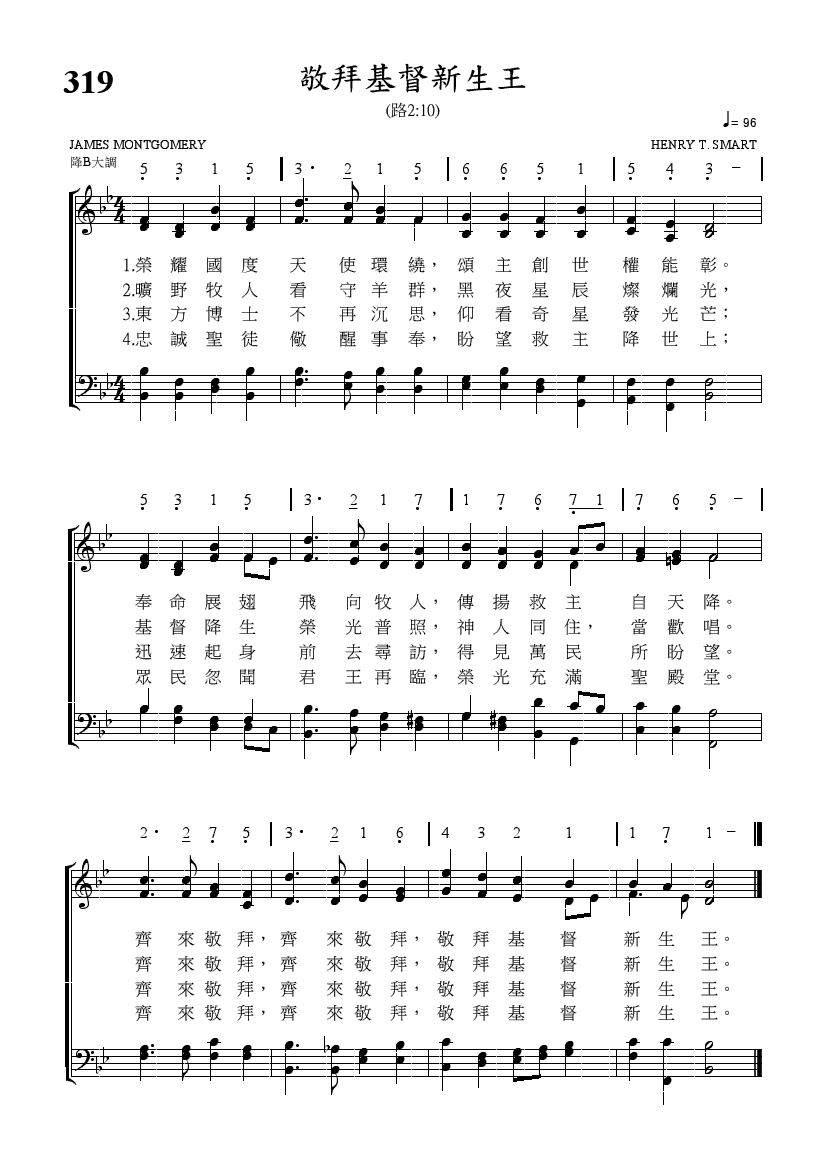 319
敬拜基督新生王
(路2:10)
♩= 96
JAMES MONTGOMERY
HENRY T. SMART
降B大調
5̣ 3̣ 1 5̣ | 3· 2 1 5̣ | 6̣ 6̣ 5̣ 1 | 5̣ 4̣ 3̣ – |
1.榮耀國度天使環繞，頌主創世權能彰。
2.曠野牧人看守羊群，黑夜星辰燦爛光，
3.東方博士不再沉思，仰看奇星發光芒；
4.忠誠聖徒儆醒事奉，盼望救主降世上；
5̣ 3̣ 1 5̣ | 3· 2 1 7̣ | 1 7̣ 6̣ 7̣ 1 | 7̣ 6̣ 5̣ – |
奉命展翅飛向牧人，傳揚救主自天降。
基督降生榮光普照，神人同住，當歡唱。
迅速起身前去尋訪，得見萬民所盼望。
眾民忽聞君王再臨，榮光充滿聖殿堂。
2· 2 7̣ 5̣ | 3· 2 1 6̣ | 4 3 2 1 | 1 7̣ 1 –
齊來敬拜，齊來敬拜，敬拜基督新生王。
齊來敬拜，齊來敬拜，敬拜基督新生王。
齊來敬拜，齊來敬拜，敬拜基督新生王。
齊來敬拜，齊來敬拜，敬拜基督新生王。